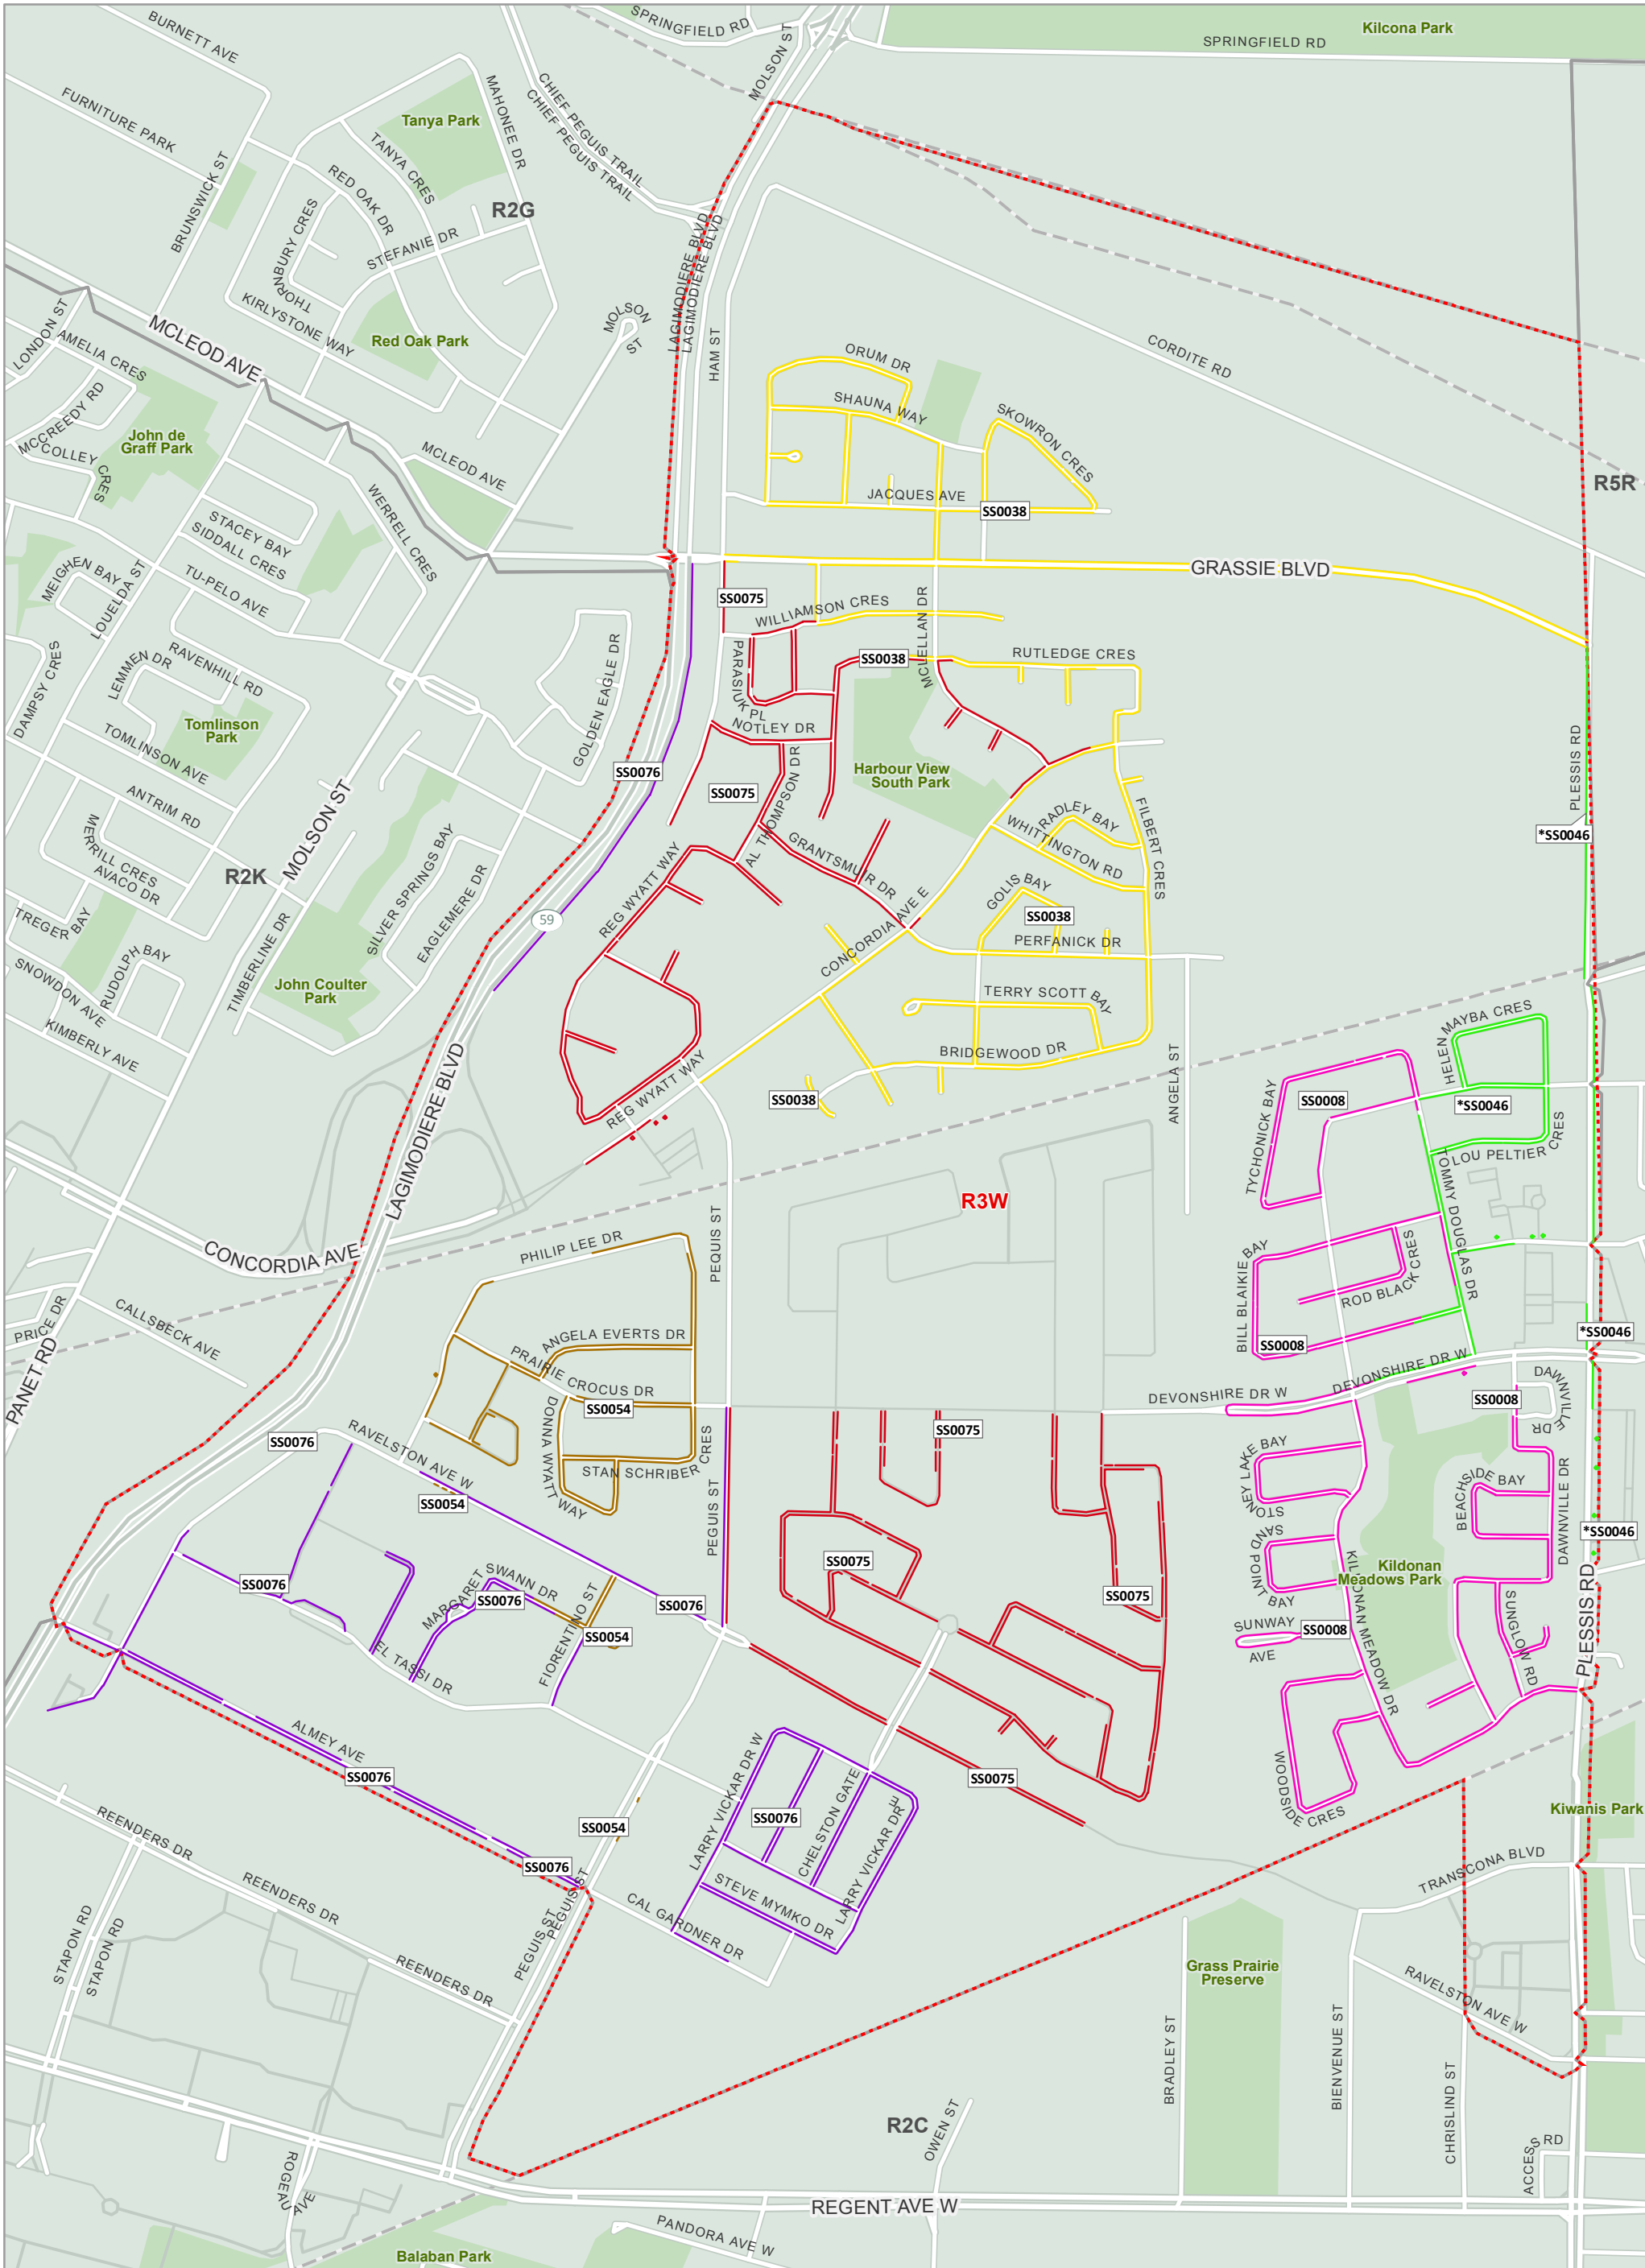 SPRINGFIELD RD
Kilcona Park
SPRINGFIELD RD
BURNETT AVE
MOLSON ST
FURNITURE PARK
MAHONEE DR
CHIEF PEGUIS TRAIL
CHIEF PEGUIS TRAIL
Tanya Park
TANYA CRES
BRUNSWICK ST
RED OAK DR
R2G
THORNBURY CRES
STEFANIE DR
LAGIMODIERE BLVD
LAGIMODIERE BLVD
KIRLYSTONE WAY
Red Oak Park
MOLSON
ST
HAM ST
LONDON ST
MCLEOD AVE
AMELIA CRES
CORDITE RD
ORUM DR
SHAUNA WAY
SKOWRON CRES
MCCREEDY RD
John de
Graff Park
COLLEY
CRES
MCLEOD AVE
R5R
JACQUES AVE
SS0038
WERRELL CRES
STACEY BAY
SIDDALL CRES
GRASSIE BLVD
MEIGHEN BAY
LOUELDA ST
TU-PELO AVE
SS0075
WILLIAMSON CRES
MCLELLAN DR
DAMPSY CRES
LEMMEN DR
RAVENHILL RD
GOLDEN EAGLE DR
PARASIUK PL
SS0038
RUTLEDGE CRES
Tomlinson
Park
NOTLEY DR
PLESSIS RD
TOMLINSON AVE
SS0076
Harbour View
South Park
ANTRIM RD
SS0075
AL THOMPSON DR
MOLSON ST
MERRILL CRES
AVACO DR
RADLEY BAY
WHITTINGTON RD
FILBERT CRES
*SS0046
R2K
SILVER SPRINGS BAY
GRANTSMUIR DR
REG WYATT WAY
EAGLEMERE DR
GOLIS BAY
TREGER BAY
59
SS0038
CONCORDIA AVE E
PERFANICK DR
RUDOLPH BAY
TIMBERLINE DR
John Coulter
Park
SNOWDON AVE
TERRY SCOTT BAY
KIMBERLY AVE
HELEN MAYBA CRES
BRIDGEWOOD DR
LAGIMODIERE BLVD
REG WYATT WAY
SS0038
ANGELA ST
TYCHONICK BAY
SS0008
*SS0046
LOU PELTIER CRES
TOMMY DOUGLAS DR
R3W
CONCORDIA AVE
PHILIP LEE DR
PEQUIS ST
BILL BLAIKIE BAY
ROD BLACK CRES
CALLSBECK AVE
PRICE DR
PANET RD
ANGELA EVERTS DR
SS0008
*SS0046
PRAIRIE CROCUS DR
DEVONSHIRE DR W
DEVONSHIRE DR W
DAWNVILLE DR
SS0008
SS0054
DONNA WYATT WAY
SS0075
SS0076
RAVELSTON AVE W
STAN SCHRIBER CRES
STONEY LAKE BAY
BEACHSIDE BAY
DAWNVILLE DR
SS0054
PEGUIS ST
SAND POINT BAY
*SS0046
SS0075
Kildonan
Meadows Park
SS0076
MARGARET SWANN DR
SS0076
SS0076
SS0075
KILDONAN MEADOW DR
SUNWAY AVE
SS0008
SUNGLOW RD
PLESSIS RD
SS0054
FIORENTINO ST
EL TASSI DR
ALMEY AVE
SS0076
LARRY VICKAR DR W
SS0075
WOODSIDE CRES
CHELSTON GATE
Kiwanis Park
SS0054
SS0076
LARRY VICKAR DR E
REENDERS DR
SS0076
TRANSCONA BLVD
REENDERS DR
PEGUIS ST
STEVE MYMKO DR
CAL GARDNER DR
STAPON RD
STAPON RD
PEGUIS ST
REENDERS DR
Grass Prairie
Preserve
RAVELSTON AVE W
BRADLEY ST
BIENVENUE ST
CHRISLIND ST
R2C
OWEN ST
ACCESS RD
ROGEAU AVE
REGENT AVE W
PANDORA AVE W
Balaban Park